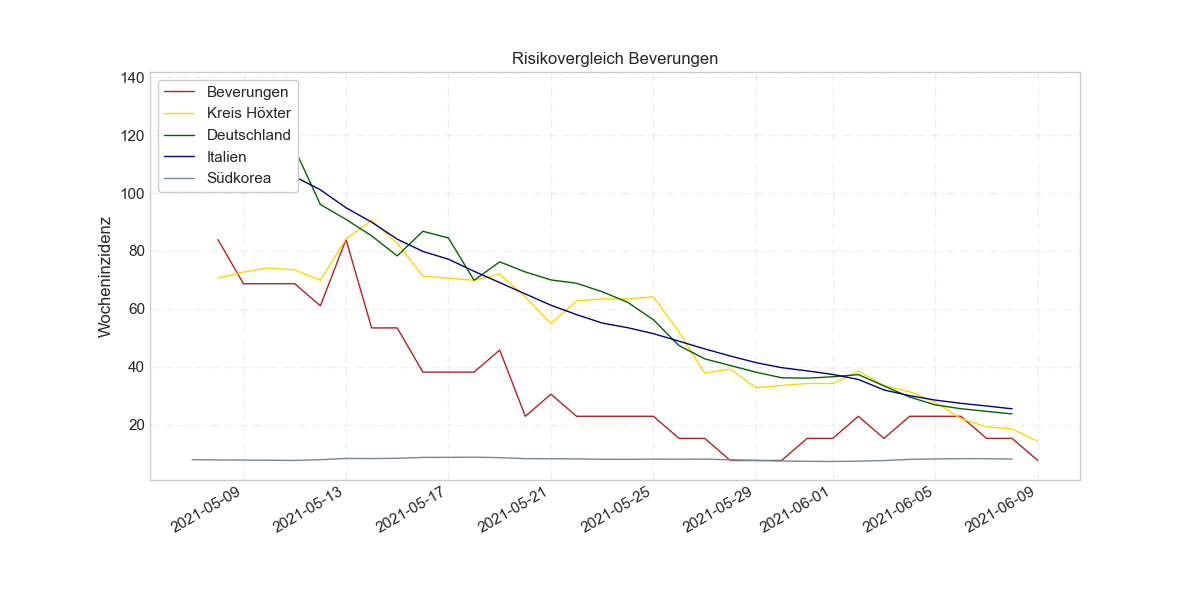 Risikovergleich Beverungen
Wocheninzidenz
140
120
100
80
60
40
20
Beverungen
Kreis Höxter
Deutschland
Italien
Südkorea
2021-05-09
2021-05-13
2021-05-17
2021-05-21
2021-05-25
2021-05-29
2021-06-01
2021-06-05
2021-06-09